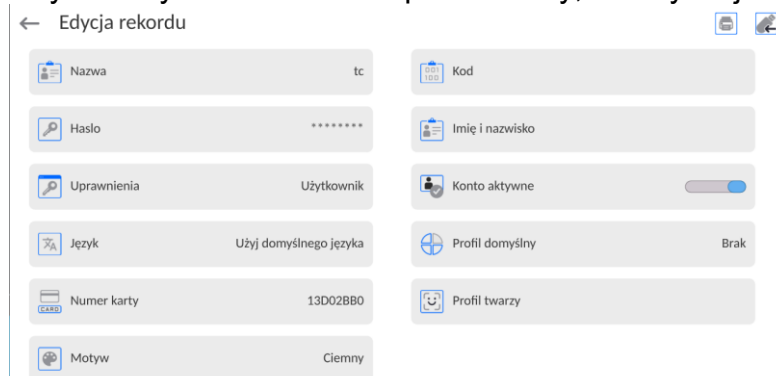 Edycja rekordu
Nazwa tc
Kod
Haslo ********
Imię i nazwisko
Uprawnienia Użytkownik
Konto aktywne
Język Użyj domyślnego języka
Profil domyślny Brak
CARD Numer karty 13D02BB0
Profil twarzy
Motyw Ciemny